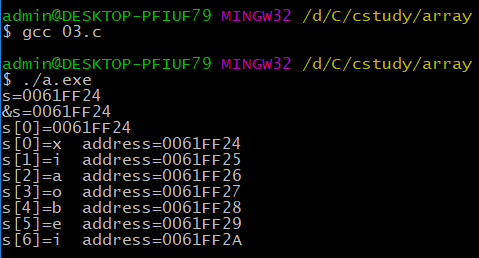 admin@DESKTOP-PFIUF79 MINGW32 /d/C/cstudy/array
$ gcc 03.c
admin@DESKTOP-PFIUF79 MINGW32 /d/C/cstudy/array
$ ./a.exe
s=0061FF24
&s=0061FF24
s[0]=0061FF24
s[0]=x  address=0061FF24
s[1]=i  address=0061FF25
s[2]=a  address=0061FF26
s[3]=o  address=0061FF27
s[4]=b  address=0061FF28
s[5]=e  address=0061FF29
s[6]=i  address=0061FF2A